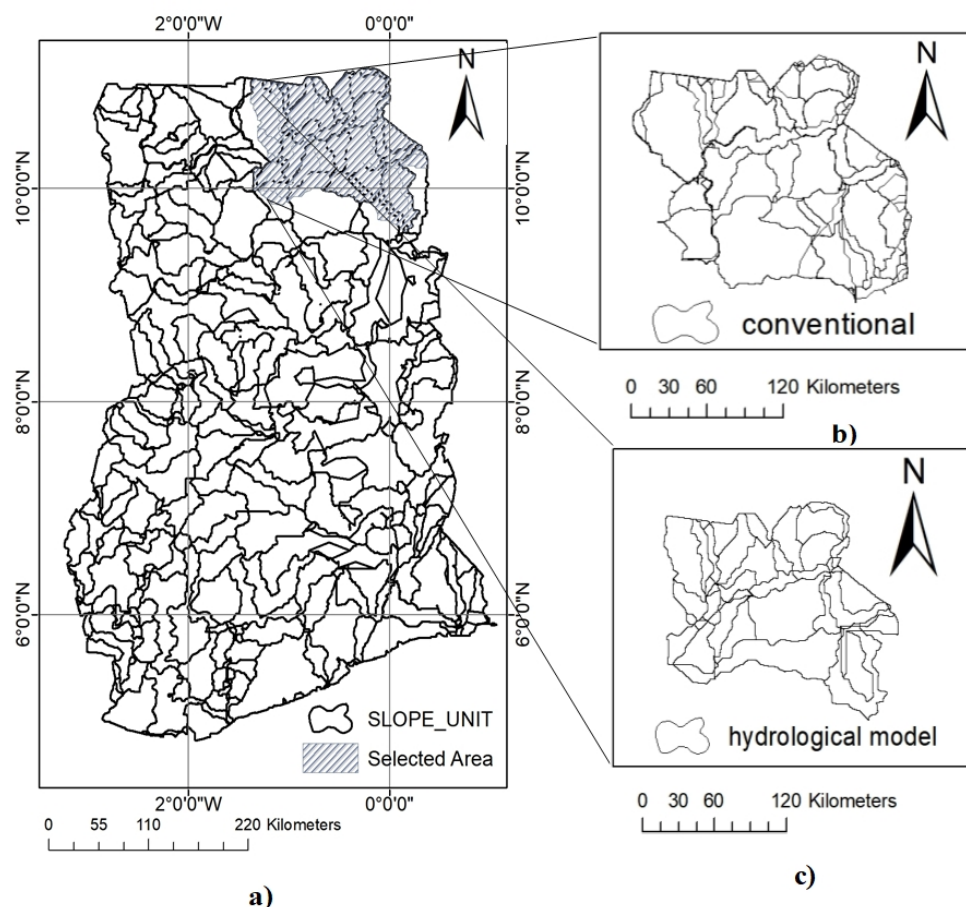 2°0'0"W
0°0'0"
N
10°0'0"N
8°0'0"N
6°0'0"N
10°0'0"N
8°0'0"N
6°0'0"N
SLOPE_UNIT
Selected Area
2°0'0"W
0°0'0"
0 55 110 220 Kilometers
a)
N
conventional
0 30 60 120 Kilometers
b)
N
hydrological model
0 30 60 120 Kilometers
c)